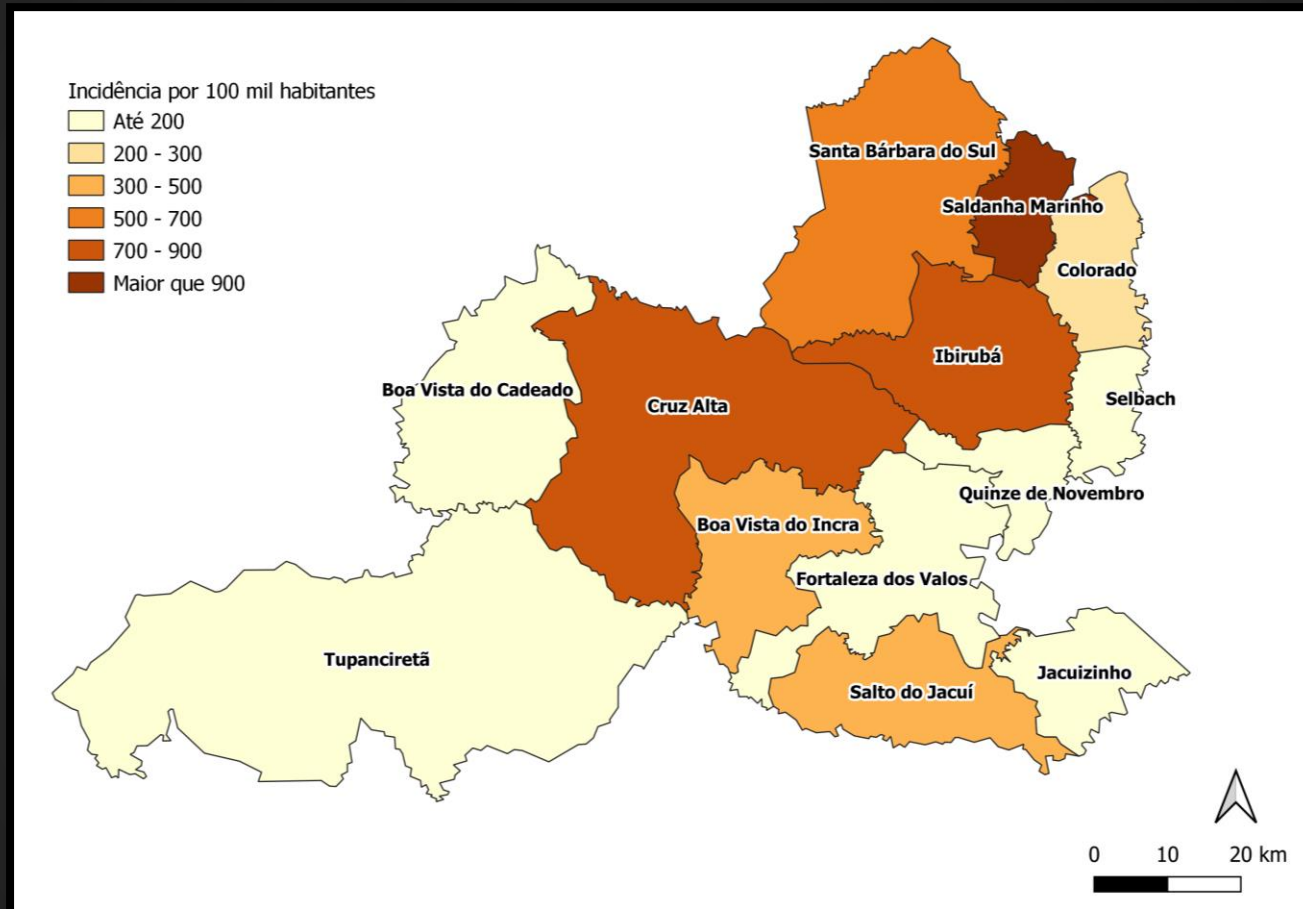 Incidência por 100 mil habitantes
Até 200
200 - 300
300 - 500
500 - 700
700 - 900
Maior que 900
Santa Bárbara do Sul
Saldanha Marinho
Colorado
Ibirubá
Boa Vista do Cadeado
Selbach
Cruz Alta
Quinze de Novembro
Boa Vista do Incra
Fortaleza dos Valos
Tupanciretã
Jacuizinho
Salto do Jacuí
0 10 20 km